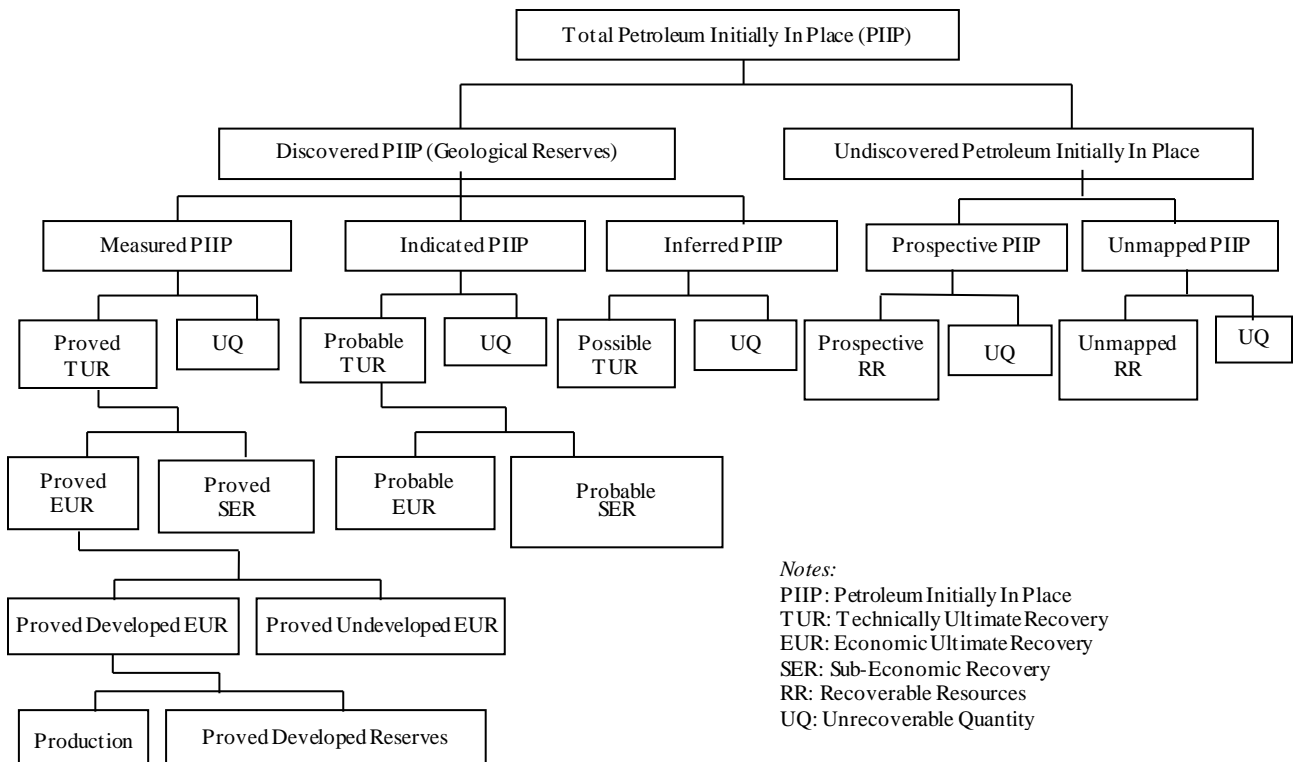 Total Petroleum Initially In Place (PIIP)
Discovered PIIP (Geological Reserves)
Undiscovered Petroleum Initially In Place
Measured PIIP
Indicated PIIP
Inferred PIIP
Prospective PIIP
Unmapped PIIP
Proved
TUR
UQ
Probable
TUR
UQ
Possible
TUR
UQ
Prospective
RR
UQ
Unmapped
RR
UQ
Proved
EUR
Proved
SER
Probable
EUR
Probable
SER
Proved Developed EUR
Proved Undeveloped EUR
Production
Proved Developed Reserves
Notes:
PIIP: Petroleum Initially In Place
TUR: Technically Ultimate Recovery
EUR: Economic Ultimate Recovery
SER: Sub-Economic Recovery
RR: Recoverable Resources
UQ: Unrecoverable Quantity